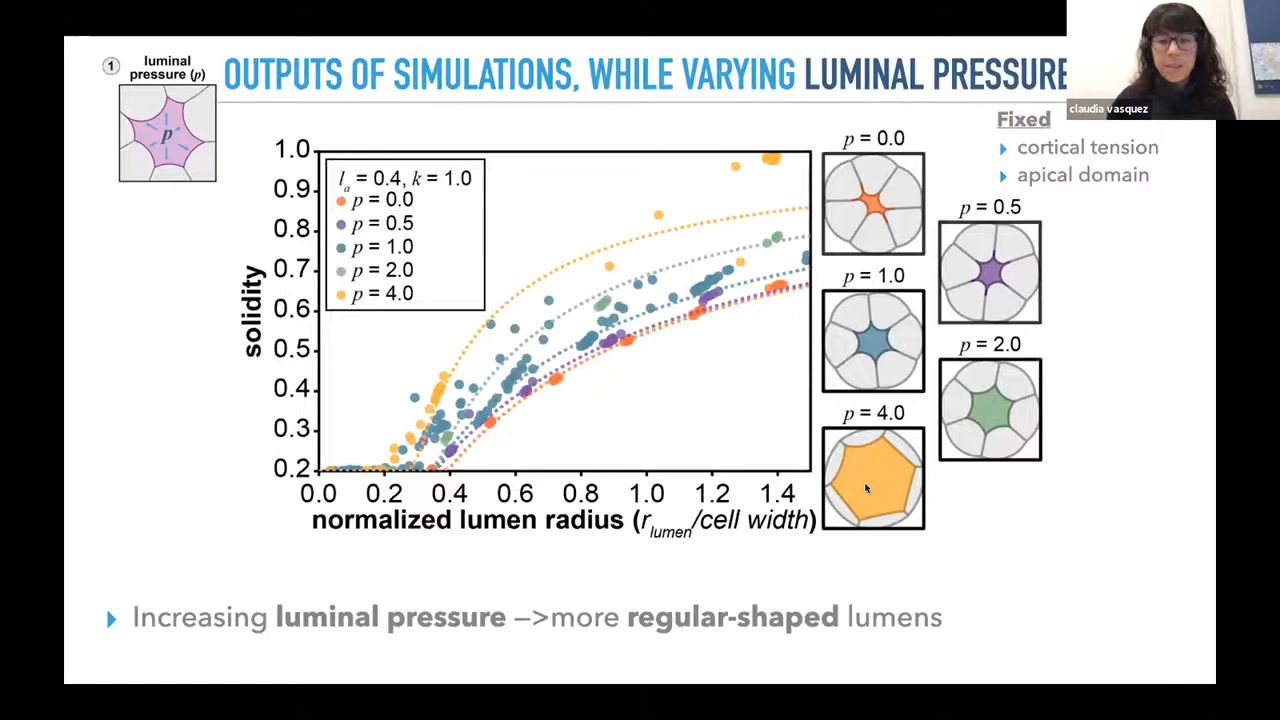 1 luminal
pressure (p)
p
OUTPUTS OF SIMULATIONS, WHILE VARYING LUMINAL PRESSURE
claudia vasquez
Fixed
cortical tension
apical domain
solidity
1.0
0.9
0.8
0.7
0.6
0.5
0.4
0.3
0.2
lₐ = 0.4, k = 1.0
p = 0.0
p = 0.5
p = 1.0
p = 2.0
p = 4.0
0.0 0.2 0.4 0.6 0.8 1.0 1.2 1.4
normalized lumen radius (r_lumen/cell width)
p = 0.0
p = 0.5
p = 1.0
p = 2.0
p = 4.0
Increasing luminal pressure —>more regular-shaped lumens